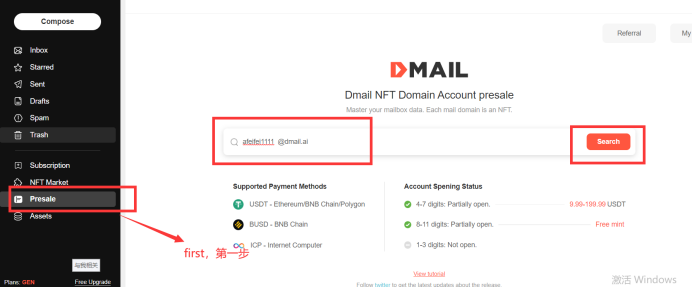 Compose
Inbox
Starred
Sent
Drafts
Spam
Trash
Subscription
NFT Market
Presale
Assets
与我相关
Plans: GEN
Free Upgrade
Referral
My
DMAIL
Dmail NFT Domain Account presale
Master your mailbox data. Each mail domain is an NFT.
afeifei1111 @dmail.ai
Search
Supported Payment Methods
USDT - Ethereum/BNB Chain/Polygon
BUSD - BNB Chain
ICP - Internet Computer
Account Spening Status
4-7 digits: Partially open. 9.99-199.99 USDT
8-11 digits: Partially open. Free mint!
1-3 digits: Not open.
first，第一步
View tutorial
Follow twitter to get the latest updates about the release.
激活 Windows